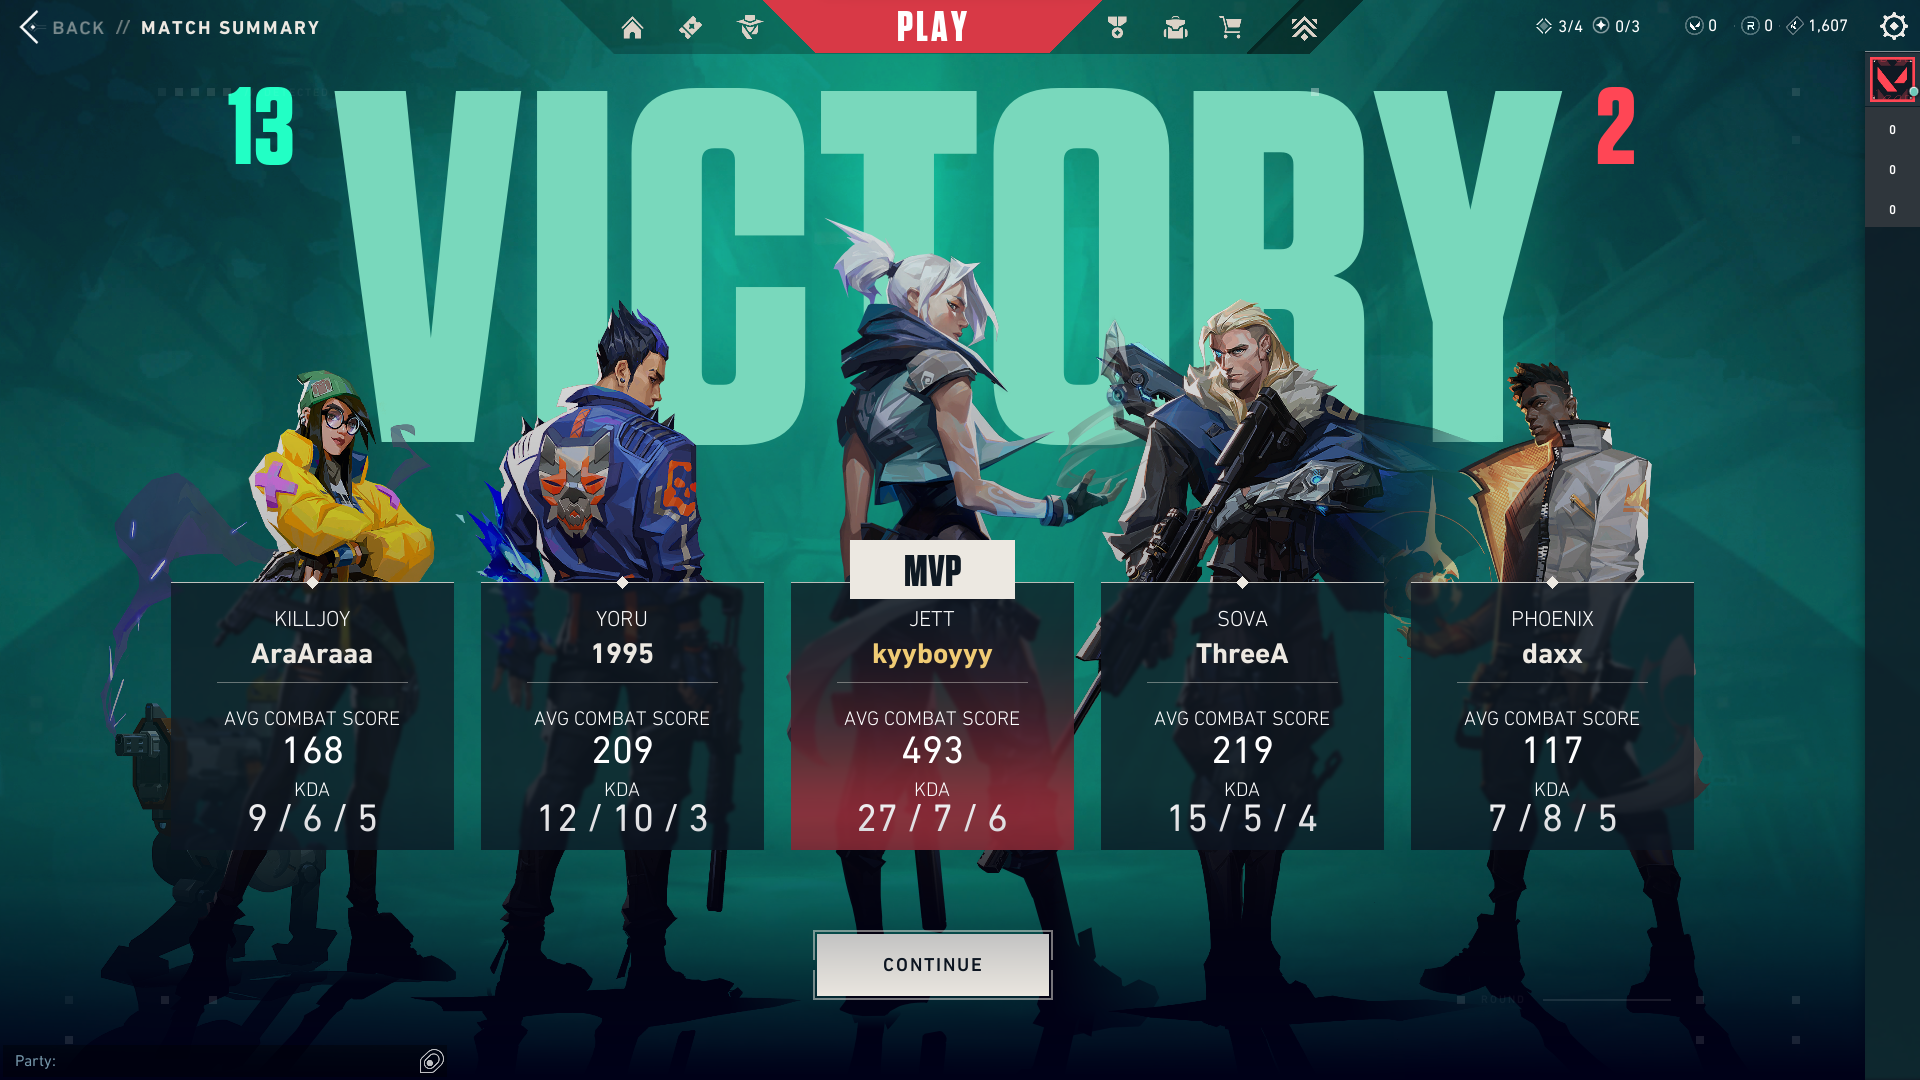 BACK // MATCH SUMMARY
PLAY
3/4 0/3 0 0 1,607
13 VICTORY 2
0
0
0
MVP
KILLJOY
AraAraaa
AVG COMBAT SCORE
168
KDA
9 / 6 / 5
YORU
1995
AVG COMBAT SCORE
209
KDA
12 / 10 / 3
JETT
kyyboyyy
AVG COMBAT SCORE
493
KDA
27 / 7 / 6
SOVA
ThreeA
AVG COMBAT SCORE
219
KDA
15 / 5 / 4
PHOENIX
daxx
AVG COMBAT SCORE
117
KDA
7 / 8 / 5
CONTINUE
ROUND
Party: